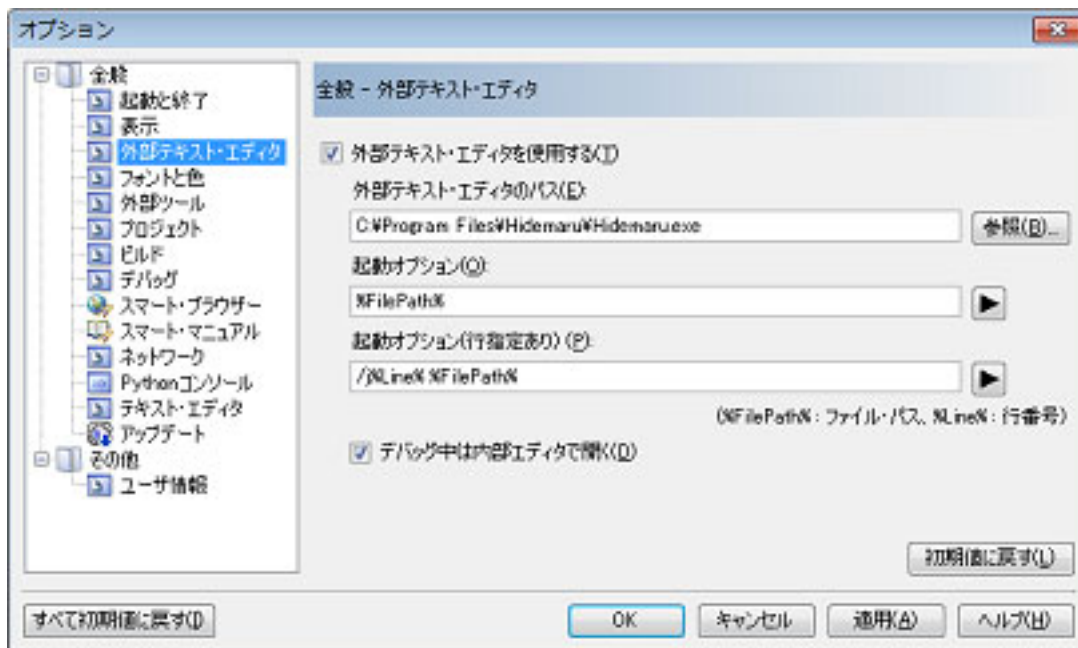 オプション
全般
起動と終了
表示
外部テキスト・エディタ
フォントと色
外部ツール
プロジェクト
ビルド
デバッグ
スマート・ブラウザー
スマート・マニュアル
ネットワーク
Pythonコンソール
テキスト・エディタ
アップデート
その他
ユーザ情報
全般 - 外部テキスト・エディタ
外部テキスト・エディタを使用する(T)
外部テキスト・エディタのパス(E):
C:¥Program Files¥Hidemaru¥Hidemaru.exe
参照(B)...
起動オプション(O):
%FilePath%
起動オプション(行指定あり) (P):
/j%Line% %FilePath%
(%FilePath% : ファイル・パス、%Line% : 行番号)
デバッグ中は内部エディタで開く(D)
初期値に戻す(L)
すべて初期値に戻す(I)
OK
キャンセル
適用(A)
ヘルプ(H)